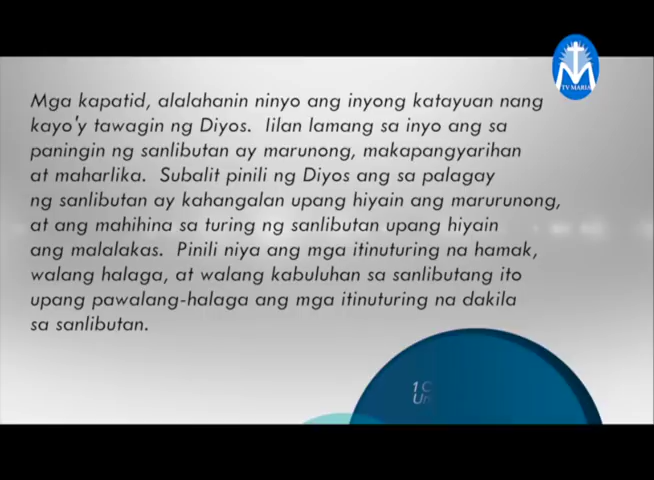 TV MARIA
Mga kapatid, alalahanin ninyo ang inyong katayuan nang
kayo'y tawagin ng Diyos. Iilan lamang sa inyo ang sa
paningin ng sanlibutan ay marunong, makapangyarihan
at maharlika. Subalit pinili ng Diyos ang sa palagay
ng sanlibutan ay kahangalan upang hiyain ang marurunong,
at ang mahihina sa turing ng sanlibutan upang hiyain
ang malalakas. Pinili niya ang mga itinuturing na hamak,
walang halaga, at walang kabuluhan sa sanlibutang ito
upang pawalang-halaga ang mga itinuturing na dakila
sa sanlibutan.
1 C
Un